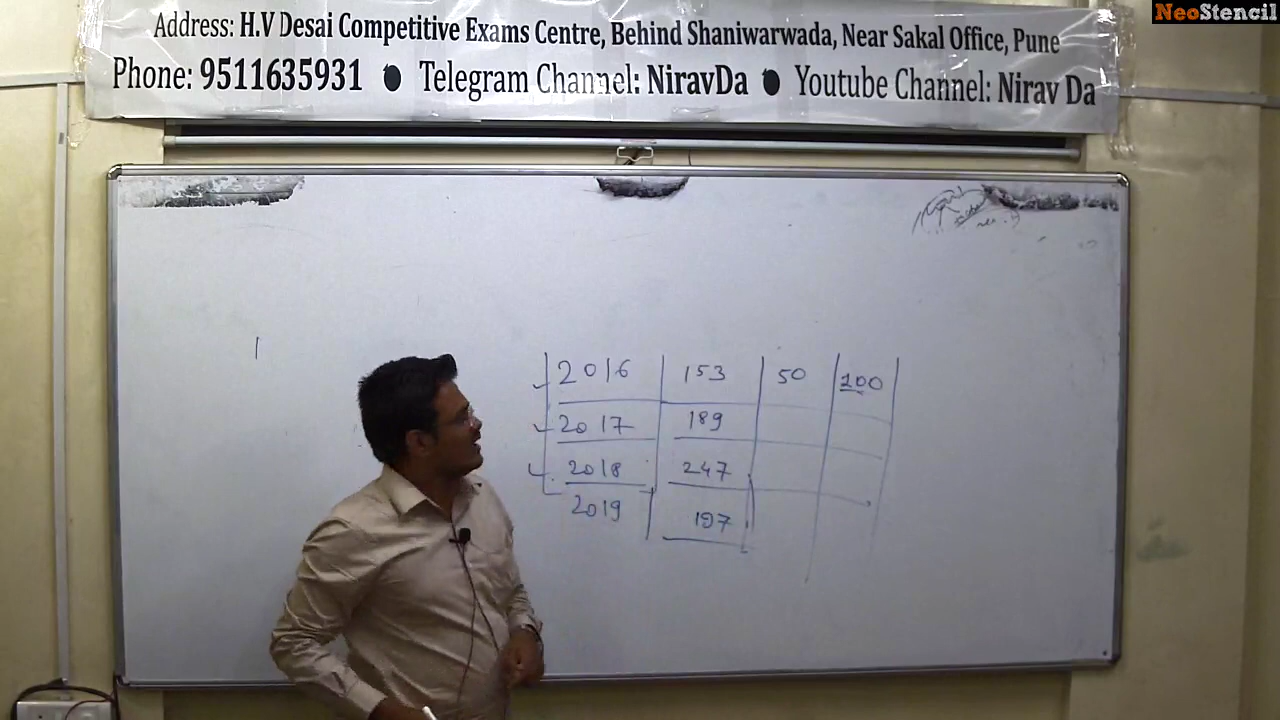 NeoStencil
Address: H.V Desai Competitive Exams Centre, Behind Shaniwarwada, Near Sakal Office, Pune
Phone: 9511635931 ● Telegram Channel: NiravDa ● Youtube Channel: Nirav Da
2016 153 50 200
2017 189
2018 247
2019 197